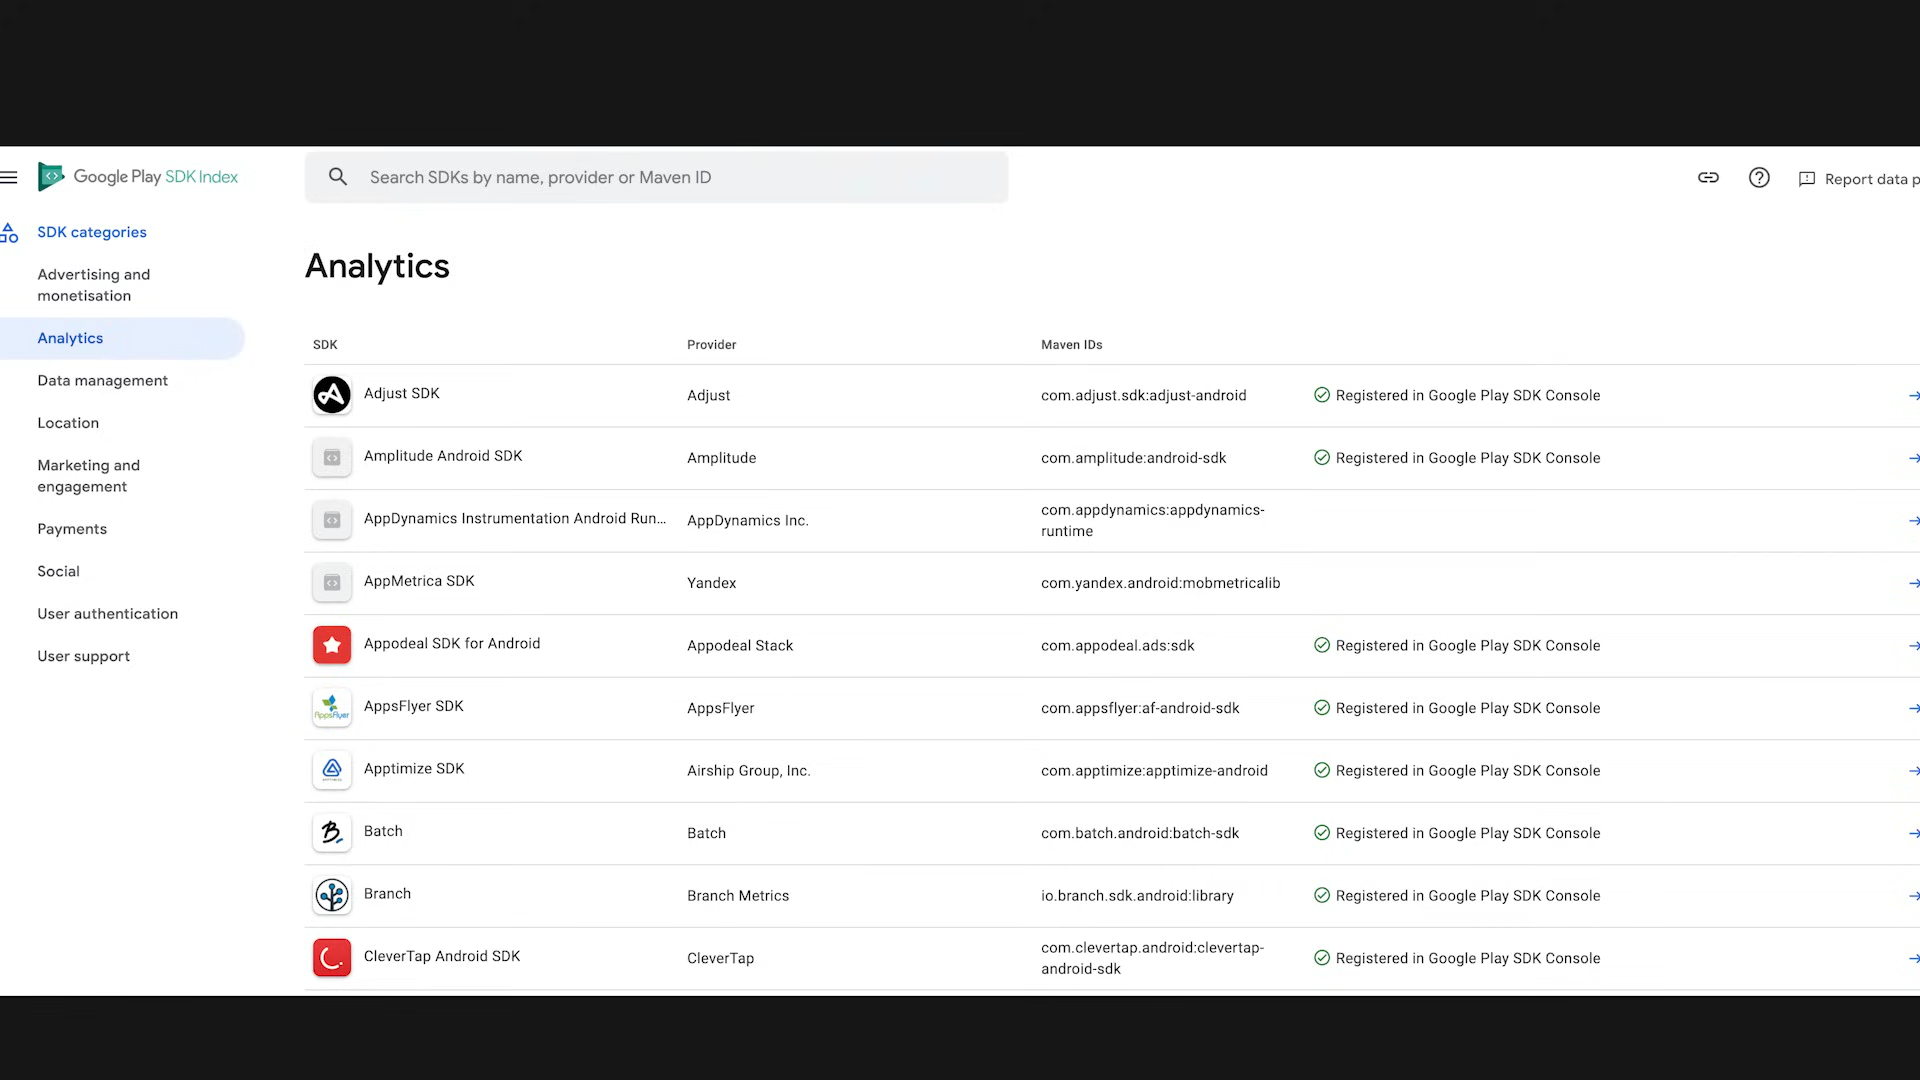 Google Play SDK Index
Search SDKs by name, provider or Maven ID
Report data p
SDK categories
Advertising and
monetisation
Analytics
Data management
Location
Marketing and
engagement
Payments
Social
User authentication
User support
Analytics
SDK Provider Maven IDs
Adjust SDK Adjust com.adjust.sdk:adjust-android Registered in Google Play SDK Console
Amplitude Android SDK Amplitude com.amplitude:android-sdk Registered in Google Play SDK Console
AppDynamics Instrumentation Android Run... AppDynamics Inc. com.appdynamics:appdynamics-
runtime
AppMetrica SDK Yandex com.yandex.android:mobmetricalib
Appodeal SDK for Android Appodeal Stack com.appodeal.ads:sdk Registered in Google Play SDK Console
AppsFlyer
AppsFlyer SDK AppsFlyer com.appsflyer:af-android-sdk Registered in Google Play SDK Console
Apptimize SDK Airship Group, Inc. com.apptimize:apptimize-android Registered in Google Play SDK Console
Batch Batch com.batch.android:batch-sdk Registered in Google Play SDK Console
Branch Branch Metrics io.branch.sdk.android:library Registered in Google Play SDK Console
CleverTap Android SDK CleverTap com.clevertap.android:clevertap-
android-sdk Registered in Google Play SDK Console